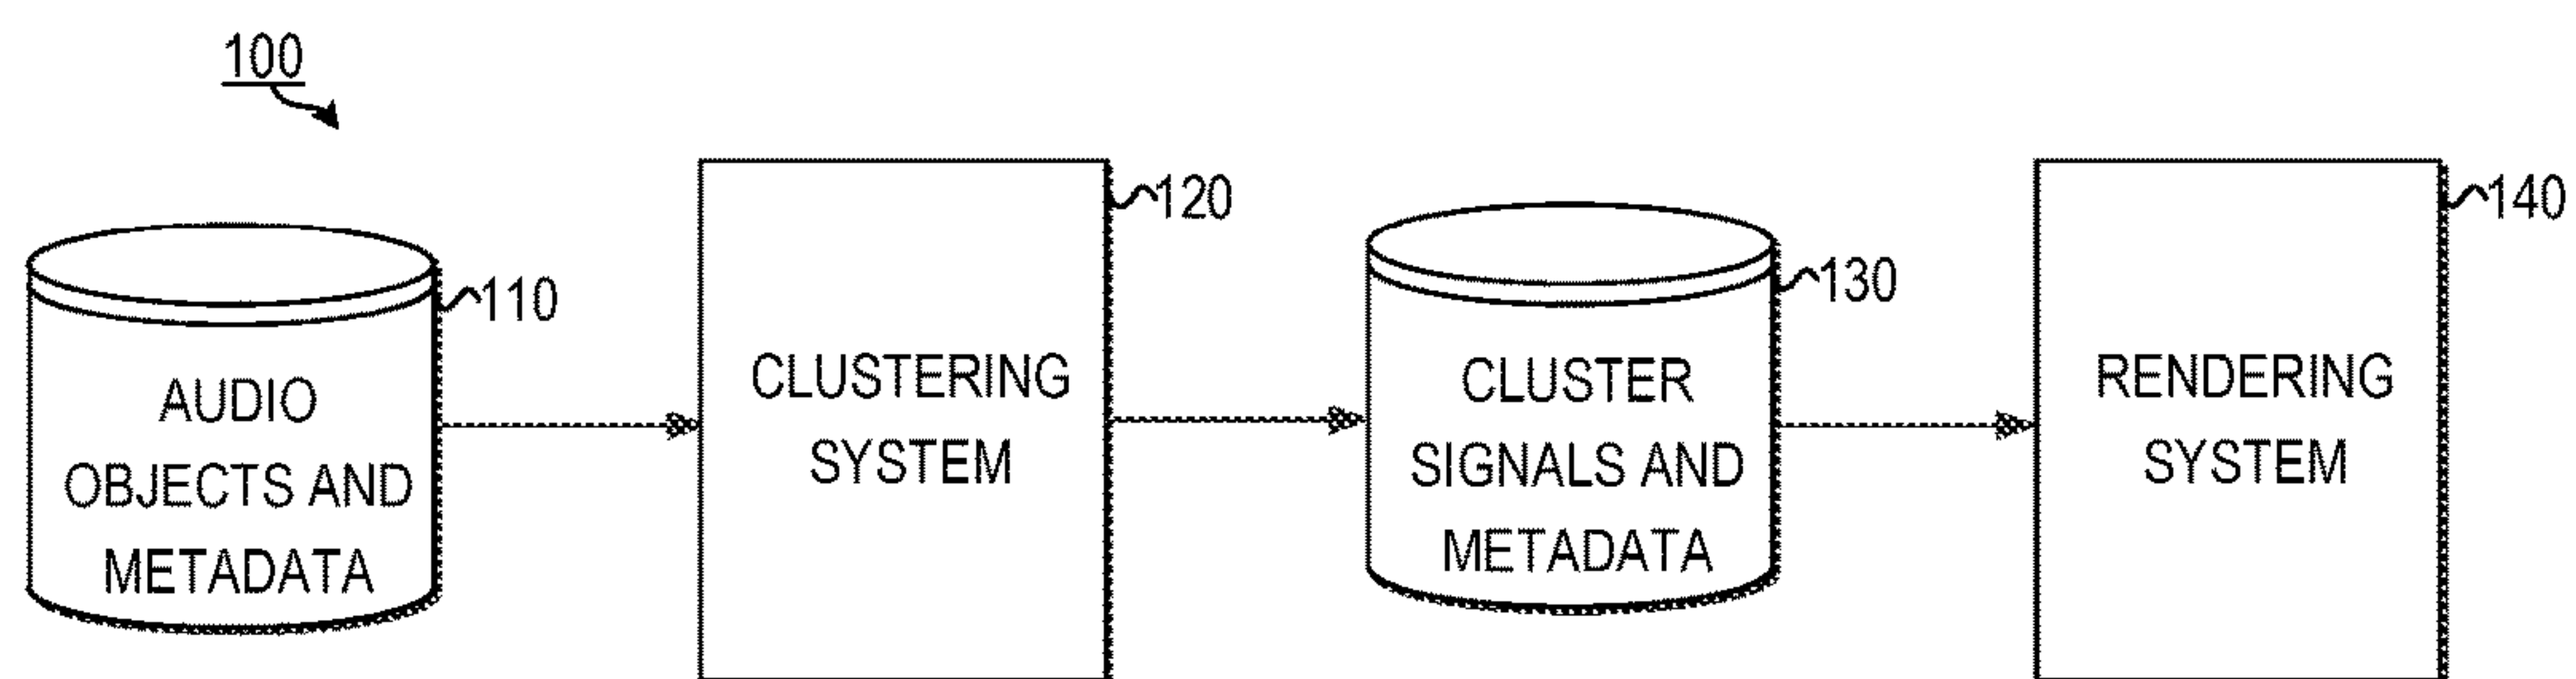 100
110
AUDIO
OBJECTS AND
METADATA
120
CLUSTERING
SYSTEM
130
CLUSTER
SIGNALS AND
METADATA
140
RENDERING
SYSTEM